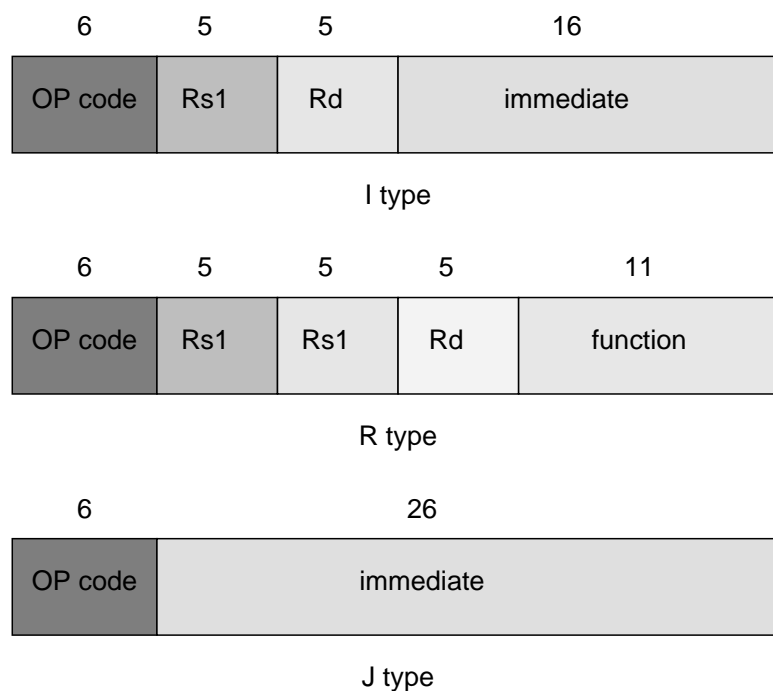 6 5 5 16
OP code Rs1 Rd immediate
I type
6 5 5 5 11
OP code Rs1 Rs1 Rd function
R type
6 26
OP code immediate
J type